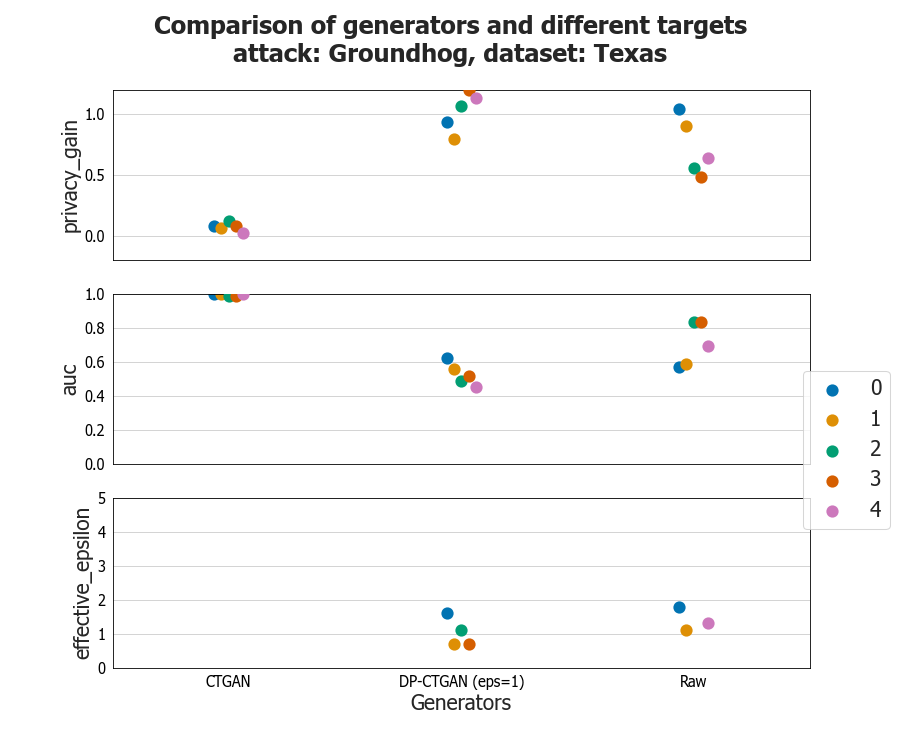 Comparison of generators and different targets
attack: Groundhog, dataset: Texas
privacy_gain
1.0
0.5
0.0
auc
1.0
0.8
0.6
0.4
0.2
0.0
effective_epsilon
5
4
3
2
1
0
CTGAN
DP-CTGAN (eps=1)
Raw
Generators
0
1
2
3
4